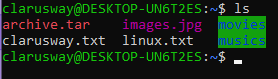 clarusway@DESKTOP-UN6T2ES:~$ ls
archive.tar images.jpg movies
clarusway.txt linux.txt musics
clarusway@DESKTOP-UN6T2ES:~$